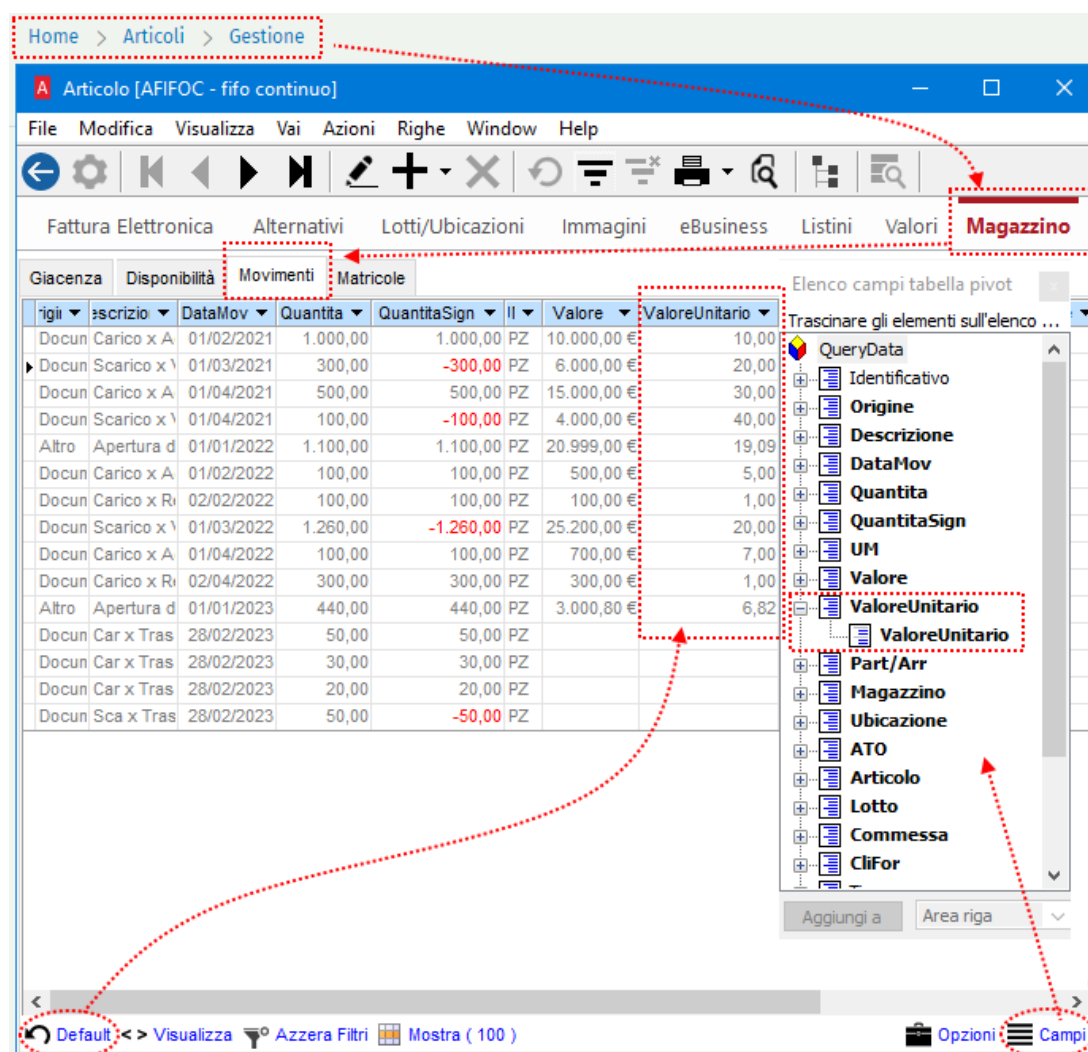 Home > Articoli > Gestione
A Articolo [AFIFOC - fifo continuo]
File Modifica Visualizza Vai Azioni Righe Window Help
Fattura Elettronica Alternativi Lotti/Ubicazioni Immagini eBusiness Listini Valori Magazzino
Giacenza Disponibilità Movimenti Matricole
DataMov Quantita QuantitaSign Valore ValoreUnitario
Docun Carico x A 01/02/2021 1.000,00 1.000,00 PZ 10.000,00 € 10,00
Docun Scarico x 01/03/2021 300,00 -300,00 PZ 6.000,00 € 20,00
Docun Carico x A 01/04/2021 500,00 500,00 PZ 15.000,00 € 30,00
Docun Scarico x 01/04/2021 100,00 -100,00 PZ 4.000,00 € 40,00
Altro Apertura d 01/01/2022 1.100,00 1.100,00 PZ 20.999,00 € 19,09
Docun Carico x A 01/02/2022 100,00 100,00 PZ 500,00 € 5,00
Docun Carico x R 02/02/2022 100,00 100,00 PZ 100,00 € 1,00
Docun Scarico x 01/03/2022 1.260,00 -1.260,00 PZ 25.200,00 € 20,00
Docun Carico x A 01/04/2022 100,00 100,00 PZ 700,00 € 7,00
Docun Carico x R 02/04/2022 300,00 300,00 PZ 300,00 € 1,00
Altro Apertura d 01/01/2023 440,00 440,00 PZ 3.000,80 € 6,82
Docun Car x Tras 28/02/2023 50,00 50,00 PZ
Docun Car x Tras 28/02/2023 30,00 30,00 PZ
Docun Car x Tras 28/02/2023 20,00 20,00 PZ
Docun Sca x Tras 28/02/2023 50,00 -50,00 PZ
Elenco campi tabella pivot x
Trascinare gli elementi sull'elenco ...
QueryData
Identificativo
Origine
Descrizione
DataMov
Quantita
QuantitaSign
UM
Valore
ValoreUnitario
ValoreUnitario
Part/Arr
Magazzino
Ubicazione
ATO
Articolo
Lotto
Commessa
CliFor
Aggiungi a Area riga
Default < > Visualizza Azzera Filtri Mostra ( 100 ) Opzioni Campi